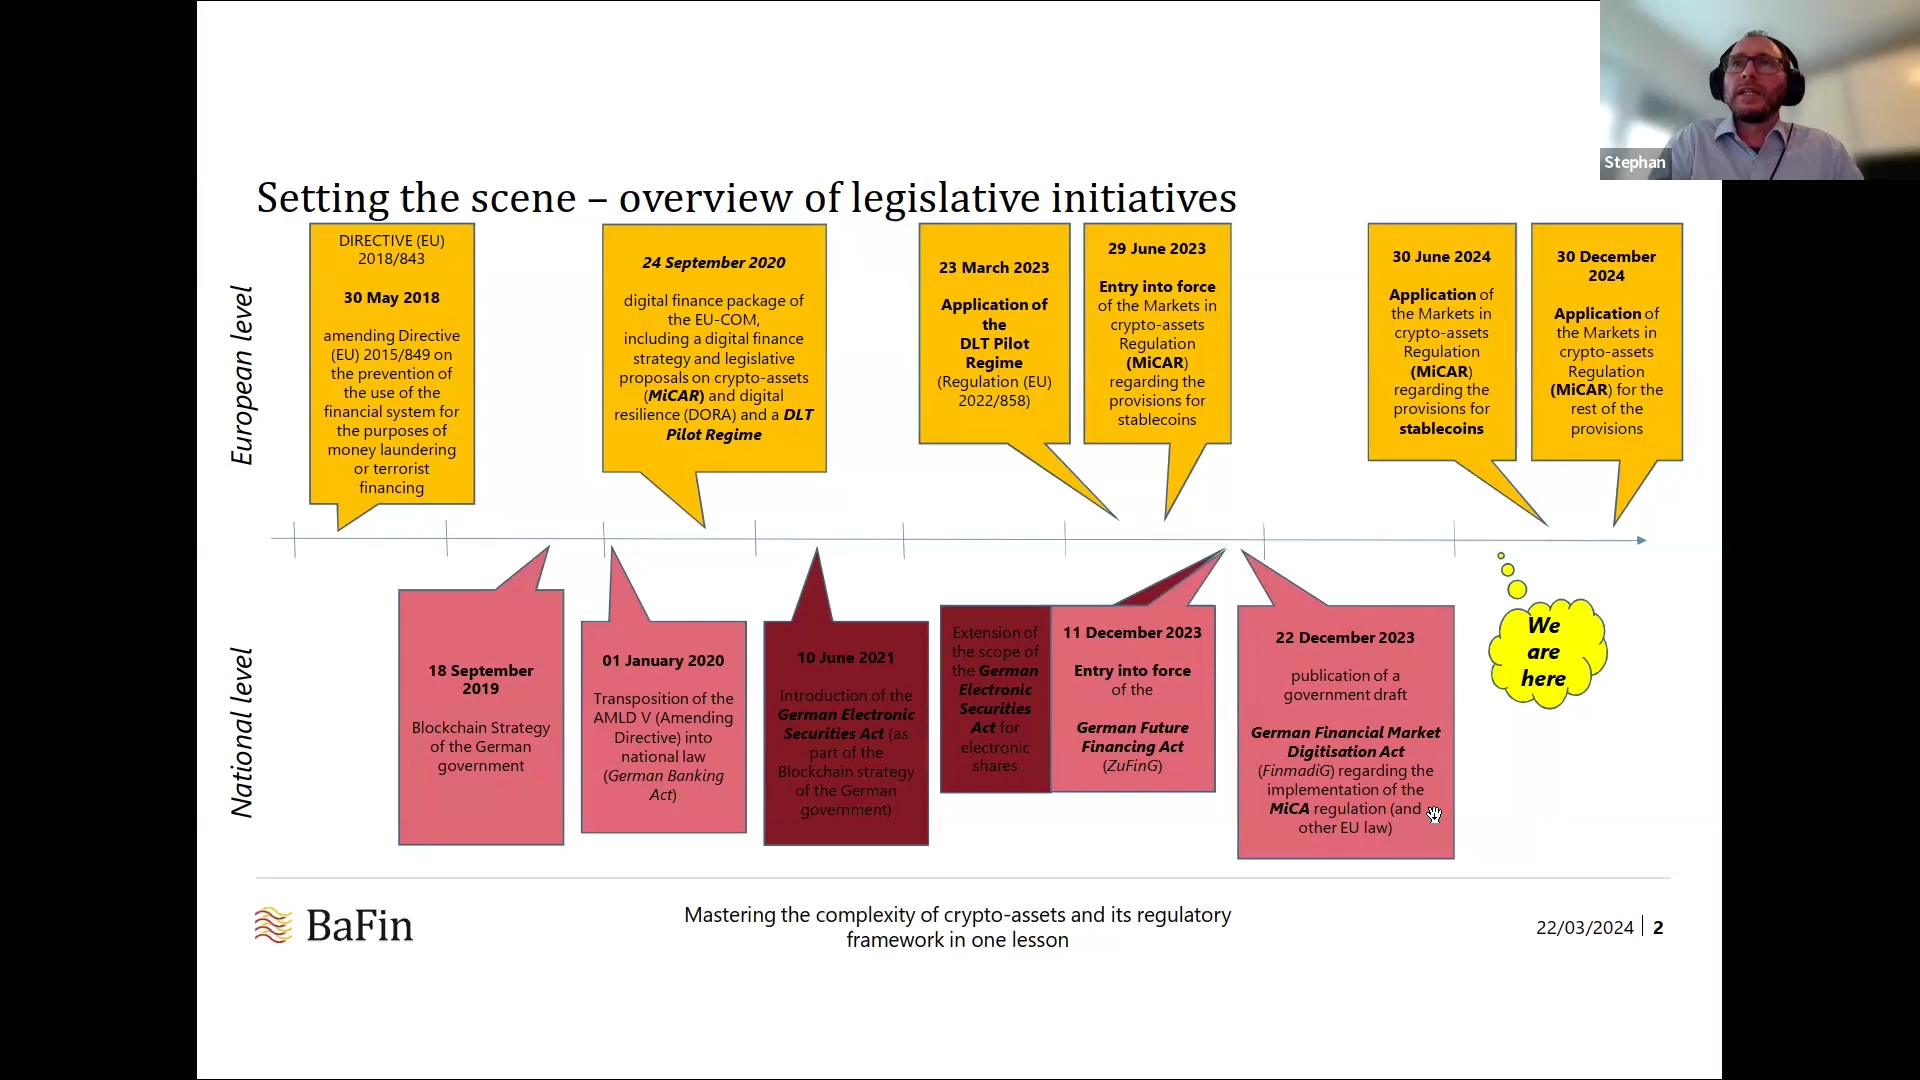 Stephan
Setting the scene – overview of legislative initiatives
European level
DIRECTIVE (EU)
2018/843
30 May 2018
amending Directive
(EU) 2015/849 on
the prevention of
the use of the
financial system for
the purposes of
money laundering
or terrorist
financing
24 September 2020
digital finance package of
the EU-COM,
including a digital finance
strategy and legislative
proposals on crypto-assets
(MiCAR) and digital
resilience (DORA) and a DLT
Pilot Regime
23 March 2023
Application of
the
DLT Pilot
Regime
(Regulation (EU)
2022/858)
29 June 2023
Entry into force
of the Markets in
crypto-assets
Regulation
(MiCAR)
regarding the
provisions for
stablecoins
30 June 2024
Application of
the Markets in
crypto-assets
Regulation
(MiCAR)
regarding the
provisions for
stablecoins
30 December
2024
Application of
the Markets in
crypto-assets
Regulation
(MiCAR) for the
rest of the
provisions
National level
18 September
2019
Blockchain Strategy
of the German
government
01 January 2020
Transposition of the
AMLD V (Amending
Directive) into
national law
(German Banking
Act)
10 June 2021
Introduction of the
German Electronic
Securities Act (as
part of the
Blockchain strategy
of the German
government)
Extension of
the scope of
the German
Electronic
Securities
Act for
electronic
shares
11 December 2023
Entry into force
of the
German Future
Financing Act
(ZuFinG)
22 December 2023
publication of a
government draft
German Financial Market
Digitisation Act
(FinmadiG) regarding the
implementation of the
MiCA regulation (and
other EU law)
We
are
here
BaFin
Mastering the complexity of crypto-assets and its regulatory
framework in one lesson
22/03/2024 | 2